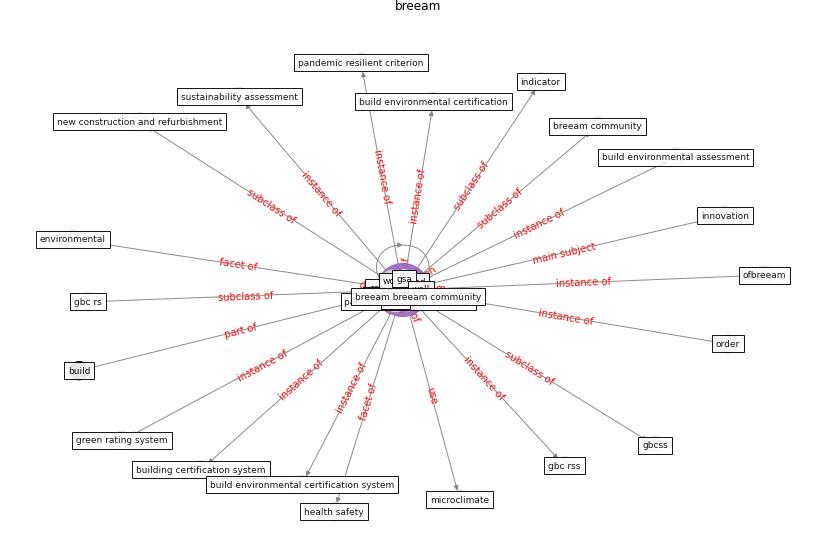 breeam
pandemic resilient criterion
indicator
sustainability assessment
build environmental certification
new construction and refurbishment
breeam community
build environmental assessment
instance of
instance of
instance of
subclass of
subclass of
subclass of
instance of
innovation
environmental
main subject
facet of
ofbreeam
instance of
gsa
breeam breeam community
gbc rs
subclass of
instance of
part of
order
build
instance of
instance of
instance of
facet of
use
instance of
subclass of
green rating system
gbcss
building certification system
gbc rss
build environmental certification system
microclimate
health safety